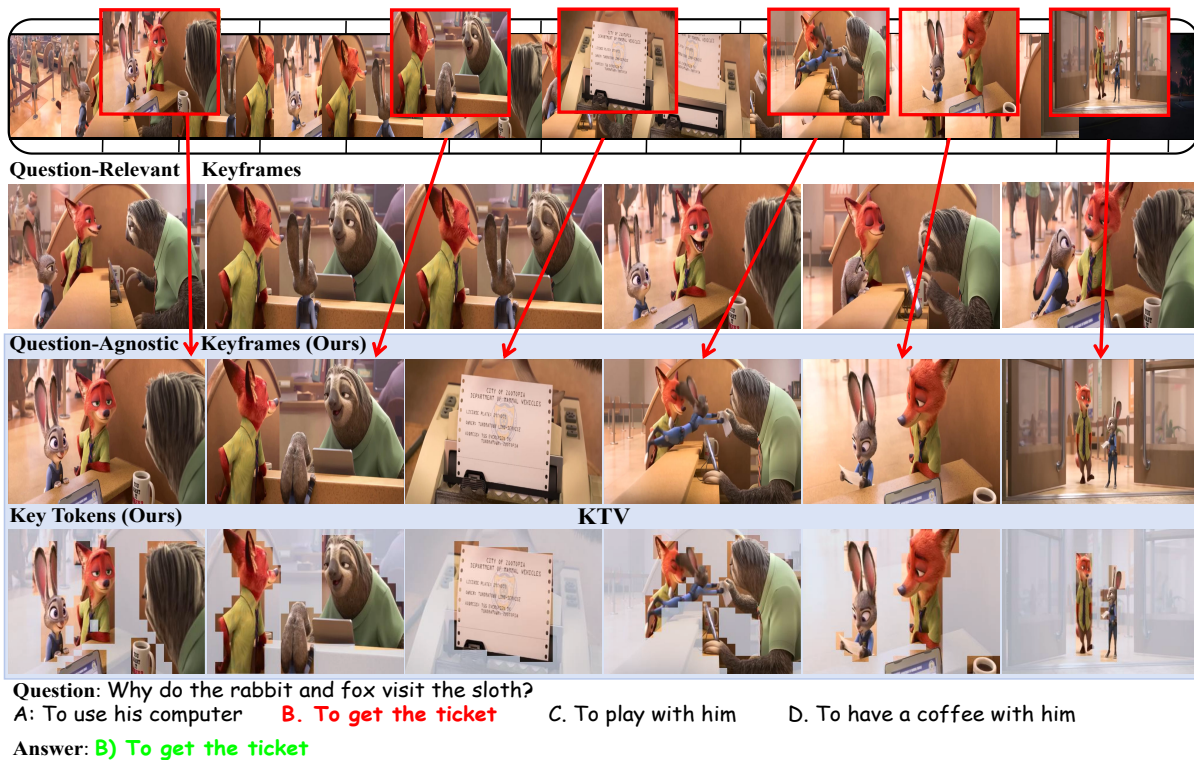 Question-Relevant Keyframes
Question-Agnostic Keyframes (Ours)
CITY OF ZOOTOPIA
DEPARTMENT OF MAMMAL VEHICLES
Key Tokens (Ours) KTV
Question: Why do the rabbit and fox visit the sloth?
A: To use his computer B. To get the ticket C. To play with him D. To have a coffee with him
Answer: B) To get the ticket